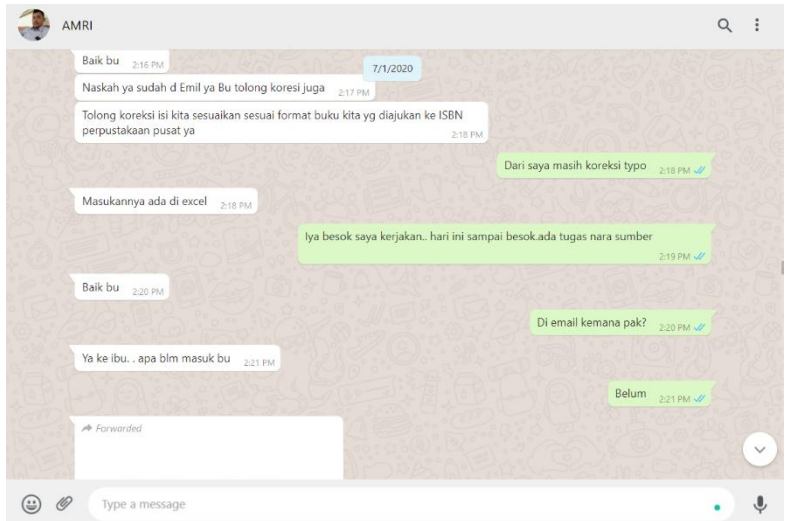 AMRI
Baik bu 2:16 PM
7/1/2020
Naskah ya sudah d Emil ya Bu tolong koresi juga 2:17 PM
Tolong koreksi isi kita sesuaikan sesuai format buku kita yg diajukan ke ISBN
perpustakaan pusat ya 2:18 PM
Dari saya masih koreksi typo 2:18 PM
Masukannya ada di excel 2:18 PM
Iya besok saya kerjakan.. hari ini sampai besok.ada tugas nara sumber
2:19 PM
Baik bu 2:20 PM
Di email kemana pak? 2:20 PM
Ya ke ibu. . apa blm masuk bu 2:21 PM
Belum 2:21 PM
Forwarded
Type a message